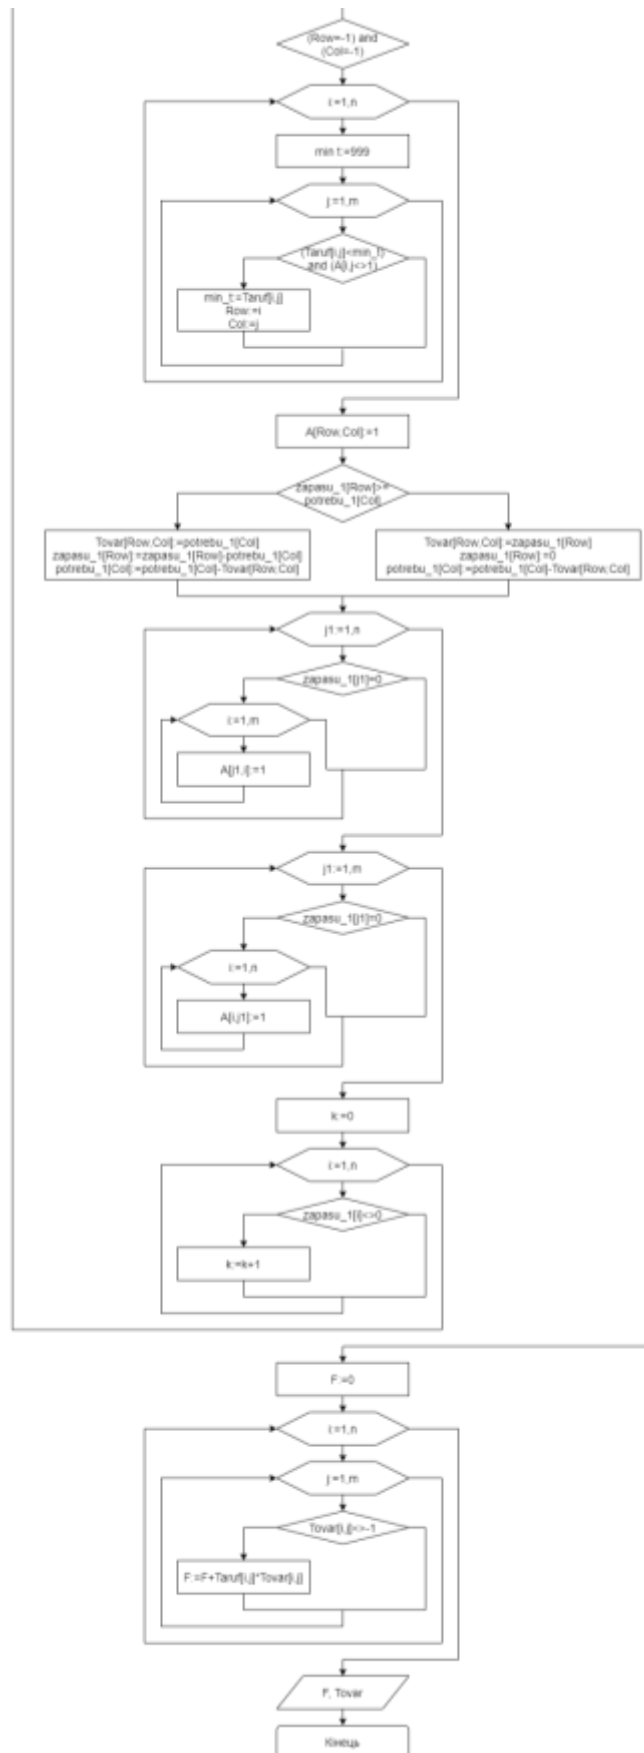 (Row=-1) and
(Col=-1)
i:=1,n
min t:=999
j:=1,m
(Taruf[i,j]<min_t)
and (A[i,j<>1)
min_t:=Taruf[i,j]
Row:=i
Col:=j
A[Row,Col]:=1
zapasu_1[Row]>=
potrebu_1[Col]
Tovar[Row,Col]:=potrebu_1[Col]
zapasu_1[Row]:=zapasu_1[Row]-potrebu_1[Col]
potrebu_1[Col]:=potrebu_1[Col]-Tovar[Row,Col]
Tovar[Row,Col]:=zapasu_1[Row]
zapasu_1[Row]:=0
potrebu_1[Col]:=potrebu_1[Col]-Tovar[Row,Col]
j1:=1,n
zapasu_1[j1]=0
i:=1,m
A[j1,i]:=1
j1:=1,m
zapasu_1[j1]=0
i:=1,n
A[i,j1]:=1
k:=0
i:=1,n
zapasu_1[i]<>0
k:=k+1
F:=0
i:=1,n
j:=1,m
Tovar[i,j]<>-1
F:=F+Taruf[i,j]*Tovar[i,j]
F, Tovar
Кінець